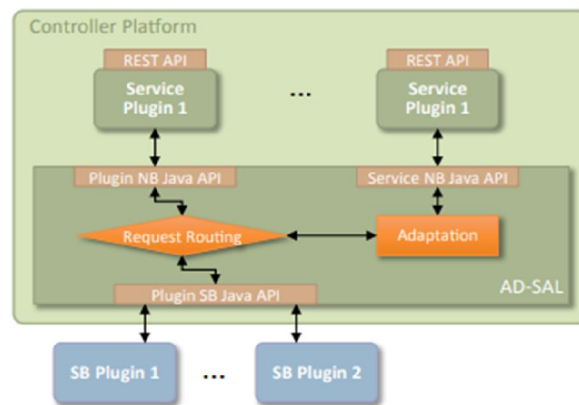 Controller Platform
REST API
Service
Plugin 1
...
REST API
Service
Plugin 1
Plugin NB Java API
Service NB Java API
Request Routing
Adaptation
AD-SAL
Plugin SB Java API
SB Plugin 1
...
SB Plugin 2